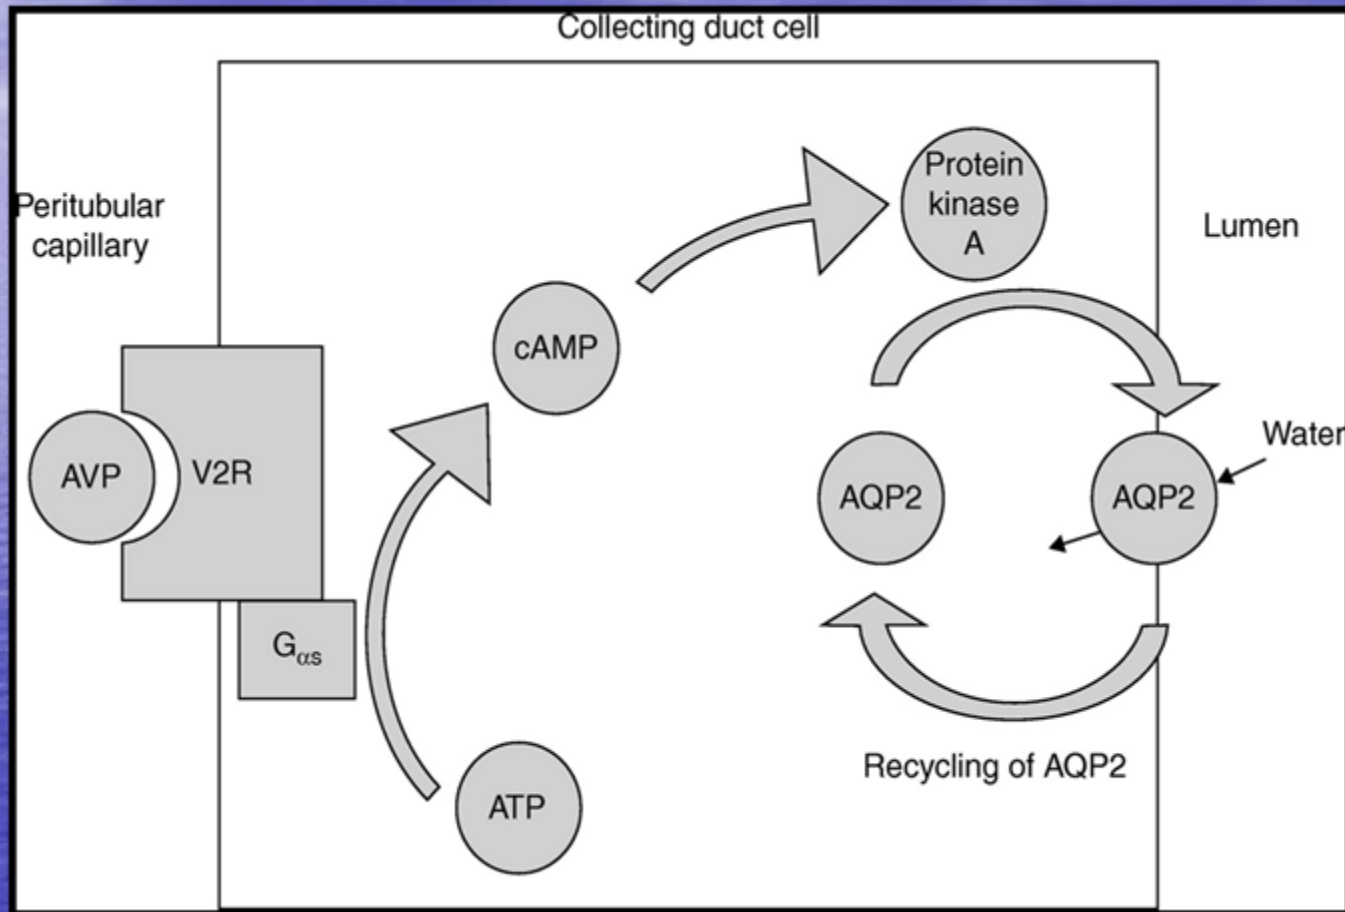 Collecting duct cell
Protein
kinase
A
Peritubular
capillary
Lumen
cAMP
Water
AVP
V2R
AQP2
AQP2
Gαs
Recycling of AQP2
ATP